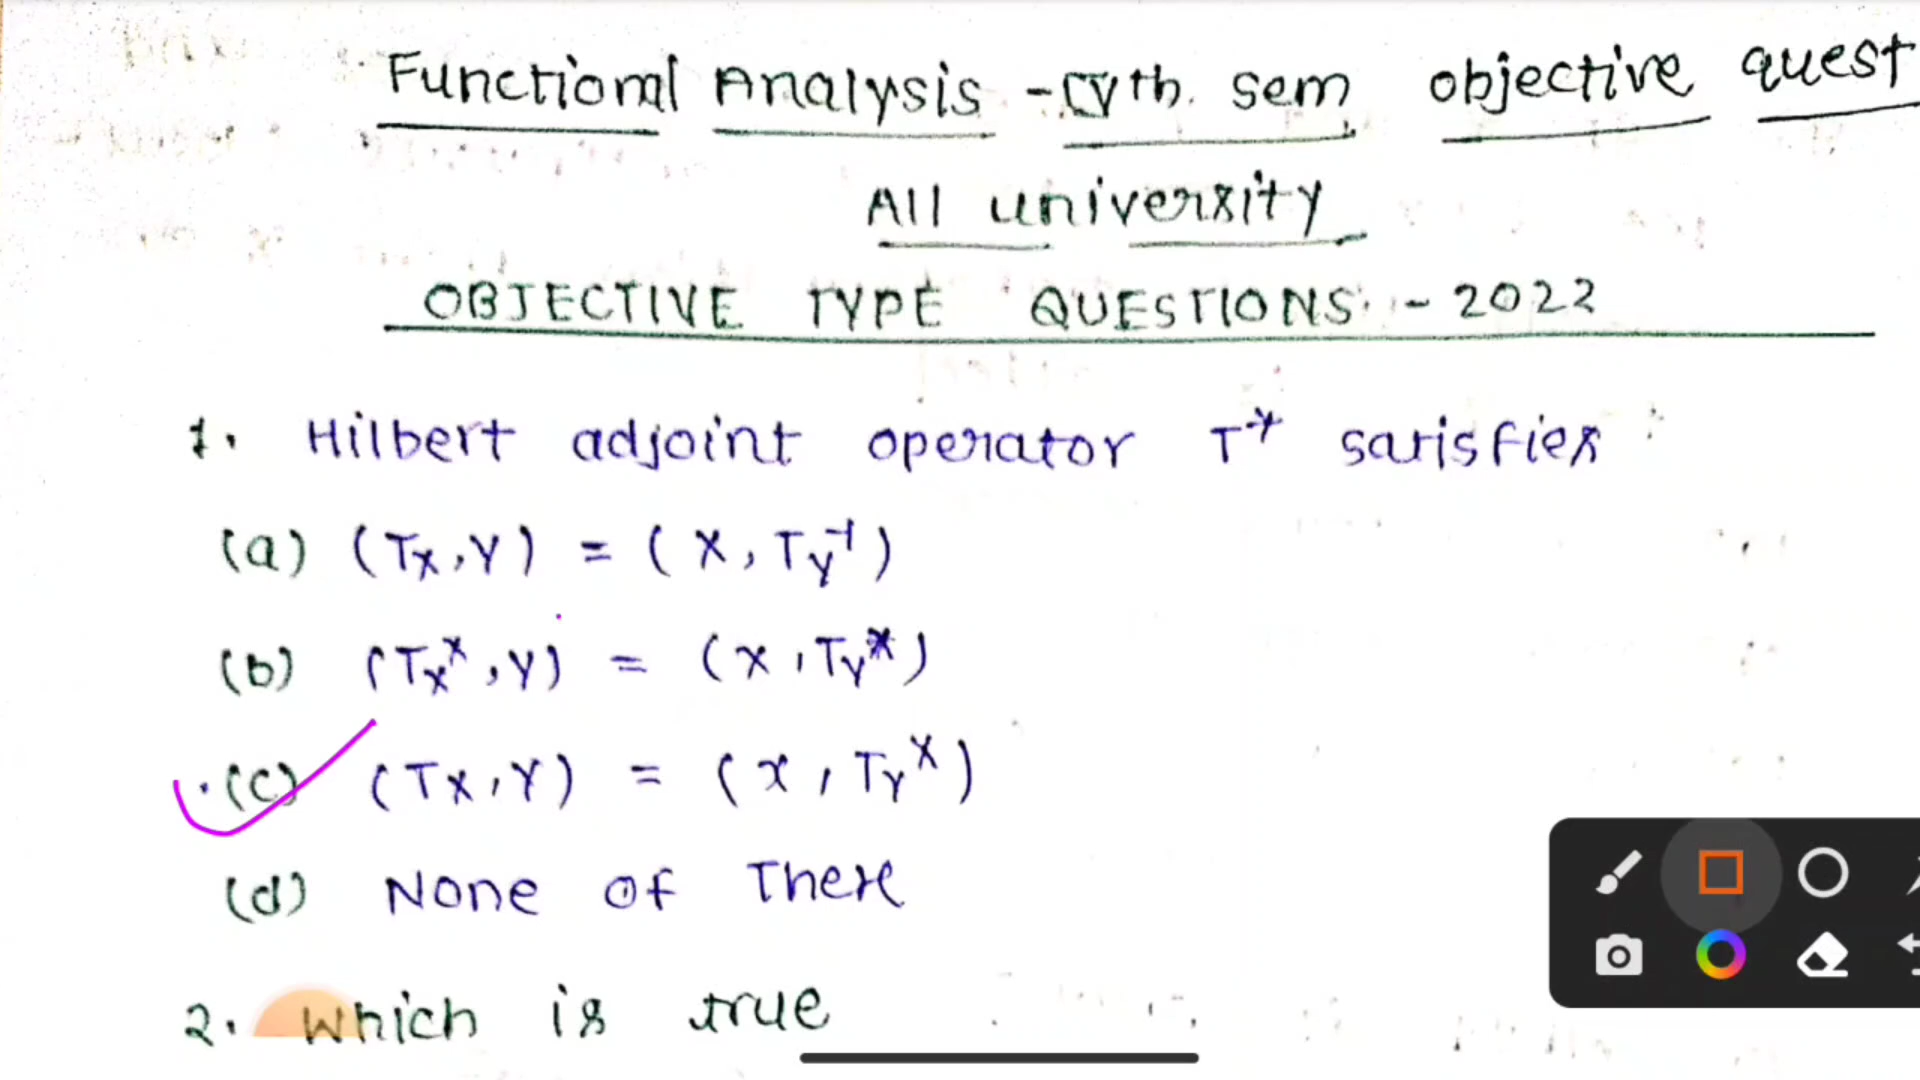 Functional Analysis - IVth. sem objective quest
All university
OBJECTIVE TYPE QUESTIONS - 2022
1. Hilbert adjoint operator T* satisfies
(a) (Tx, Y) = (X, Ty⁻¹)
(b) (Tx*, Y) = (x, Ty*)
(c) (Tx, Y) = (x, Ty*)
(d) None of These
2. Which is true